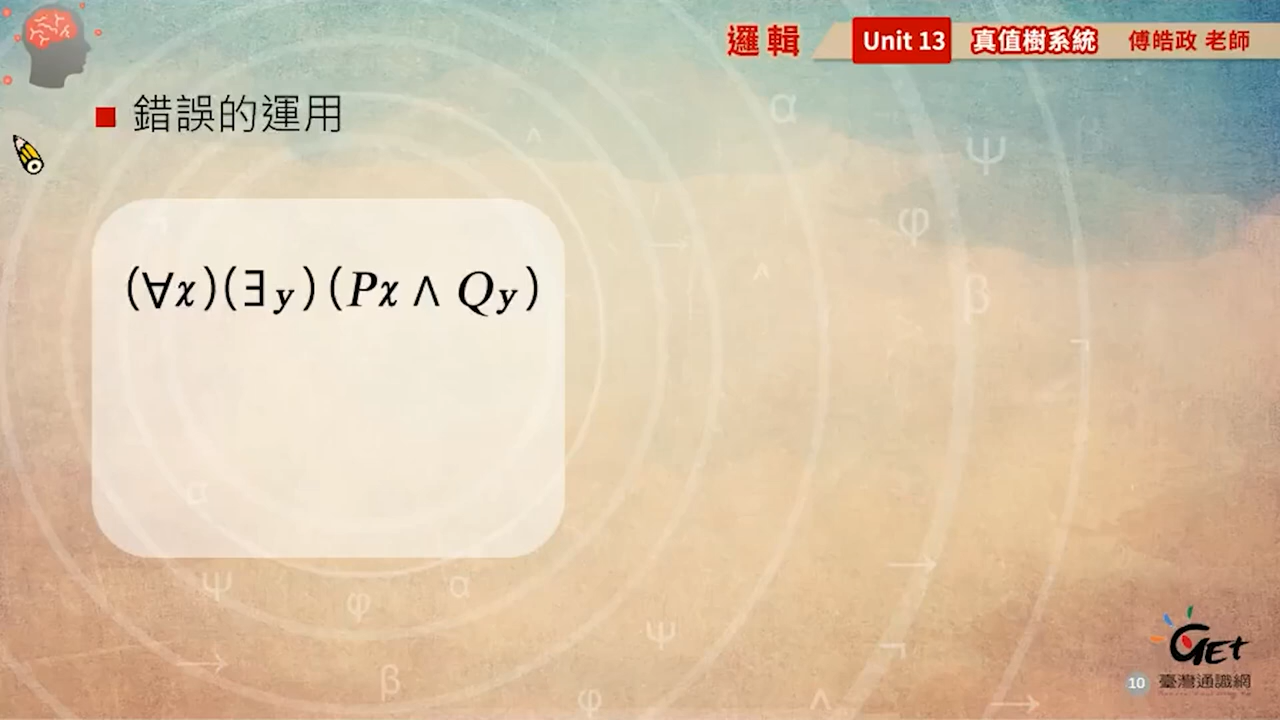 邏輯 Unit 13 真值樹系統 傅皓政 老師
錯誤的運用
(∀x)(∃y)(Px ∧ Qy)
GET
10 臺灣通識網